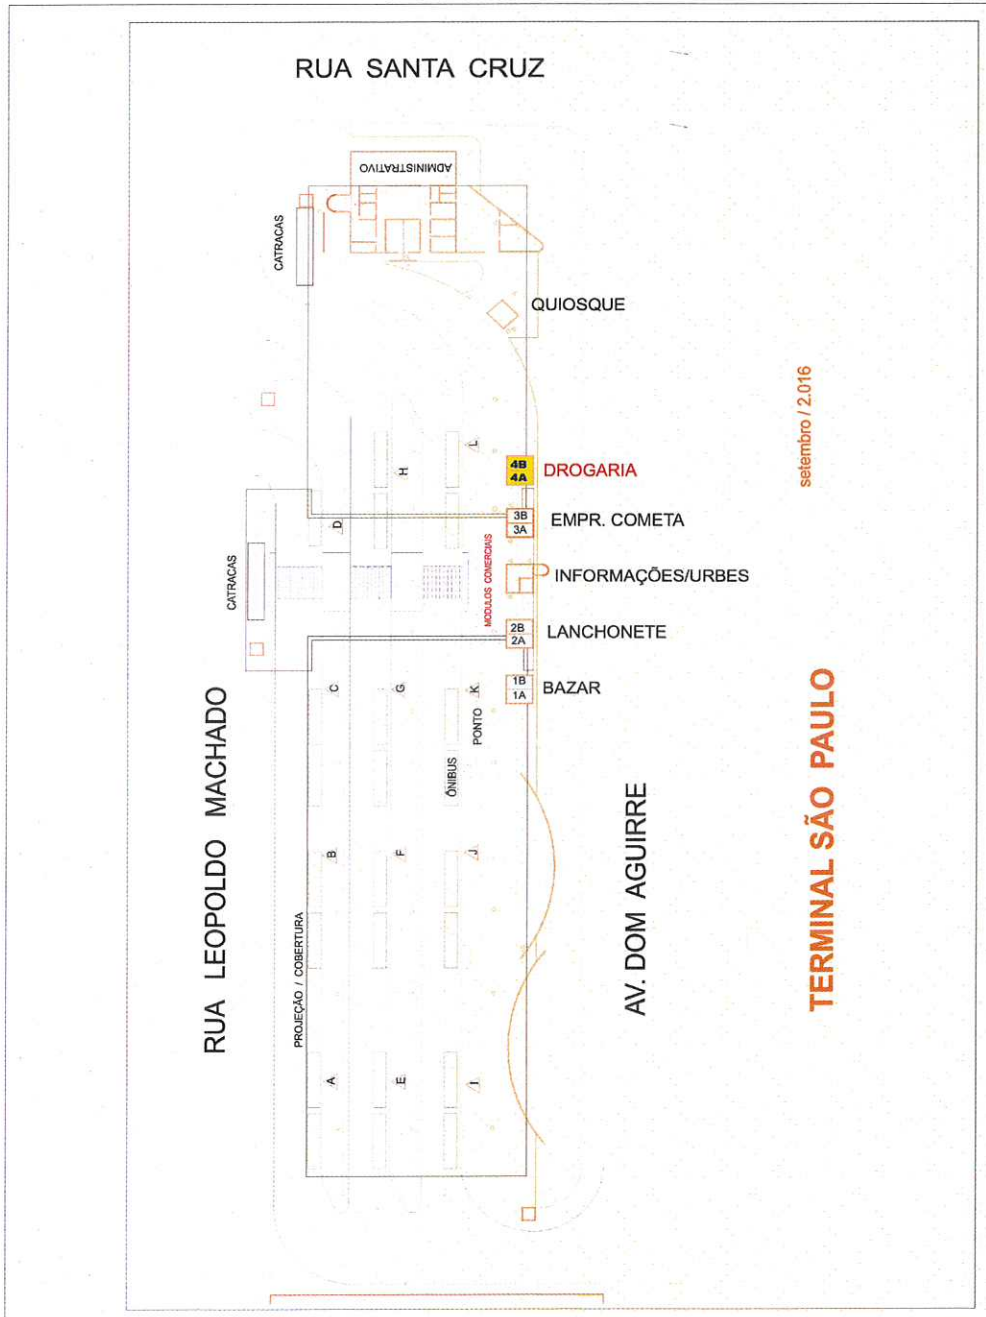 RUA SANTA CRUZ
ADMINISTRATIVO
CATRACAS
QUIOSQUE
setembro / 2.016
L
H
4B
4A
DROGARIA
D
3B
3A
EMPR. COMETA
CATRACAS
MODULOS COMERCIAIS
INFORMAÇÕES/URBES
2B
2A
LANCHONETE
C
G
K
1B
1A
BAZAR
PONTO
ÔNIBUS
RUA LEOPOLDO MACHADO
AV. DOM AGUIRRE
TERMINAL SÃO PAULO
B
F
J
PROJEÇÃO / COBERTURA
A
E
I